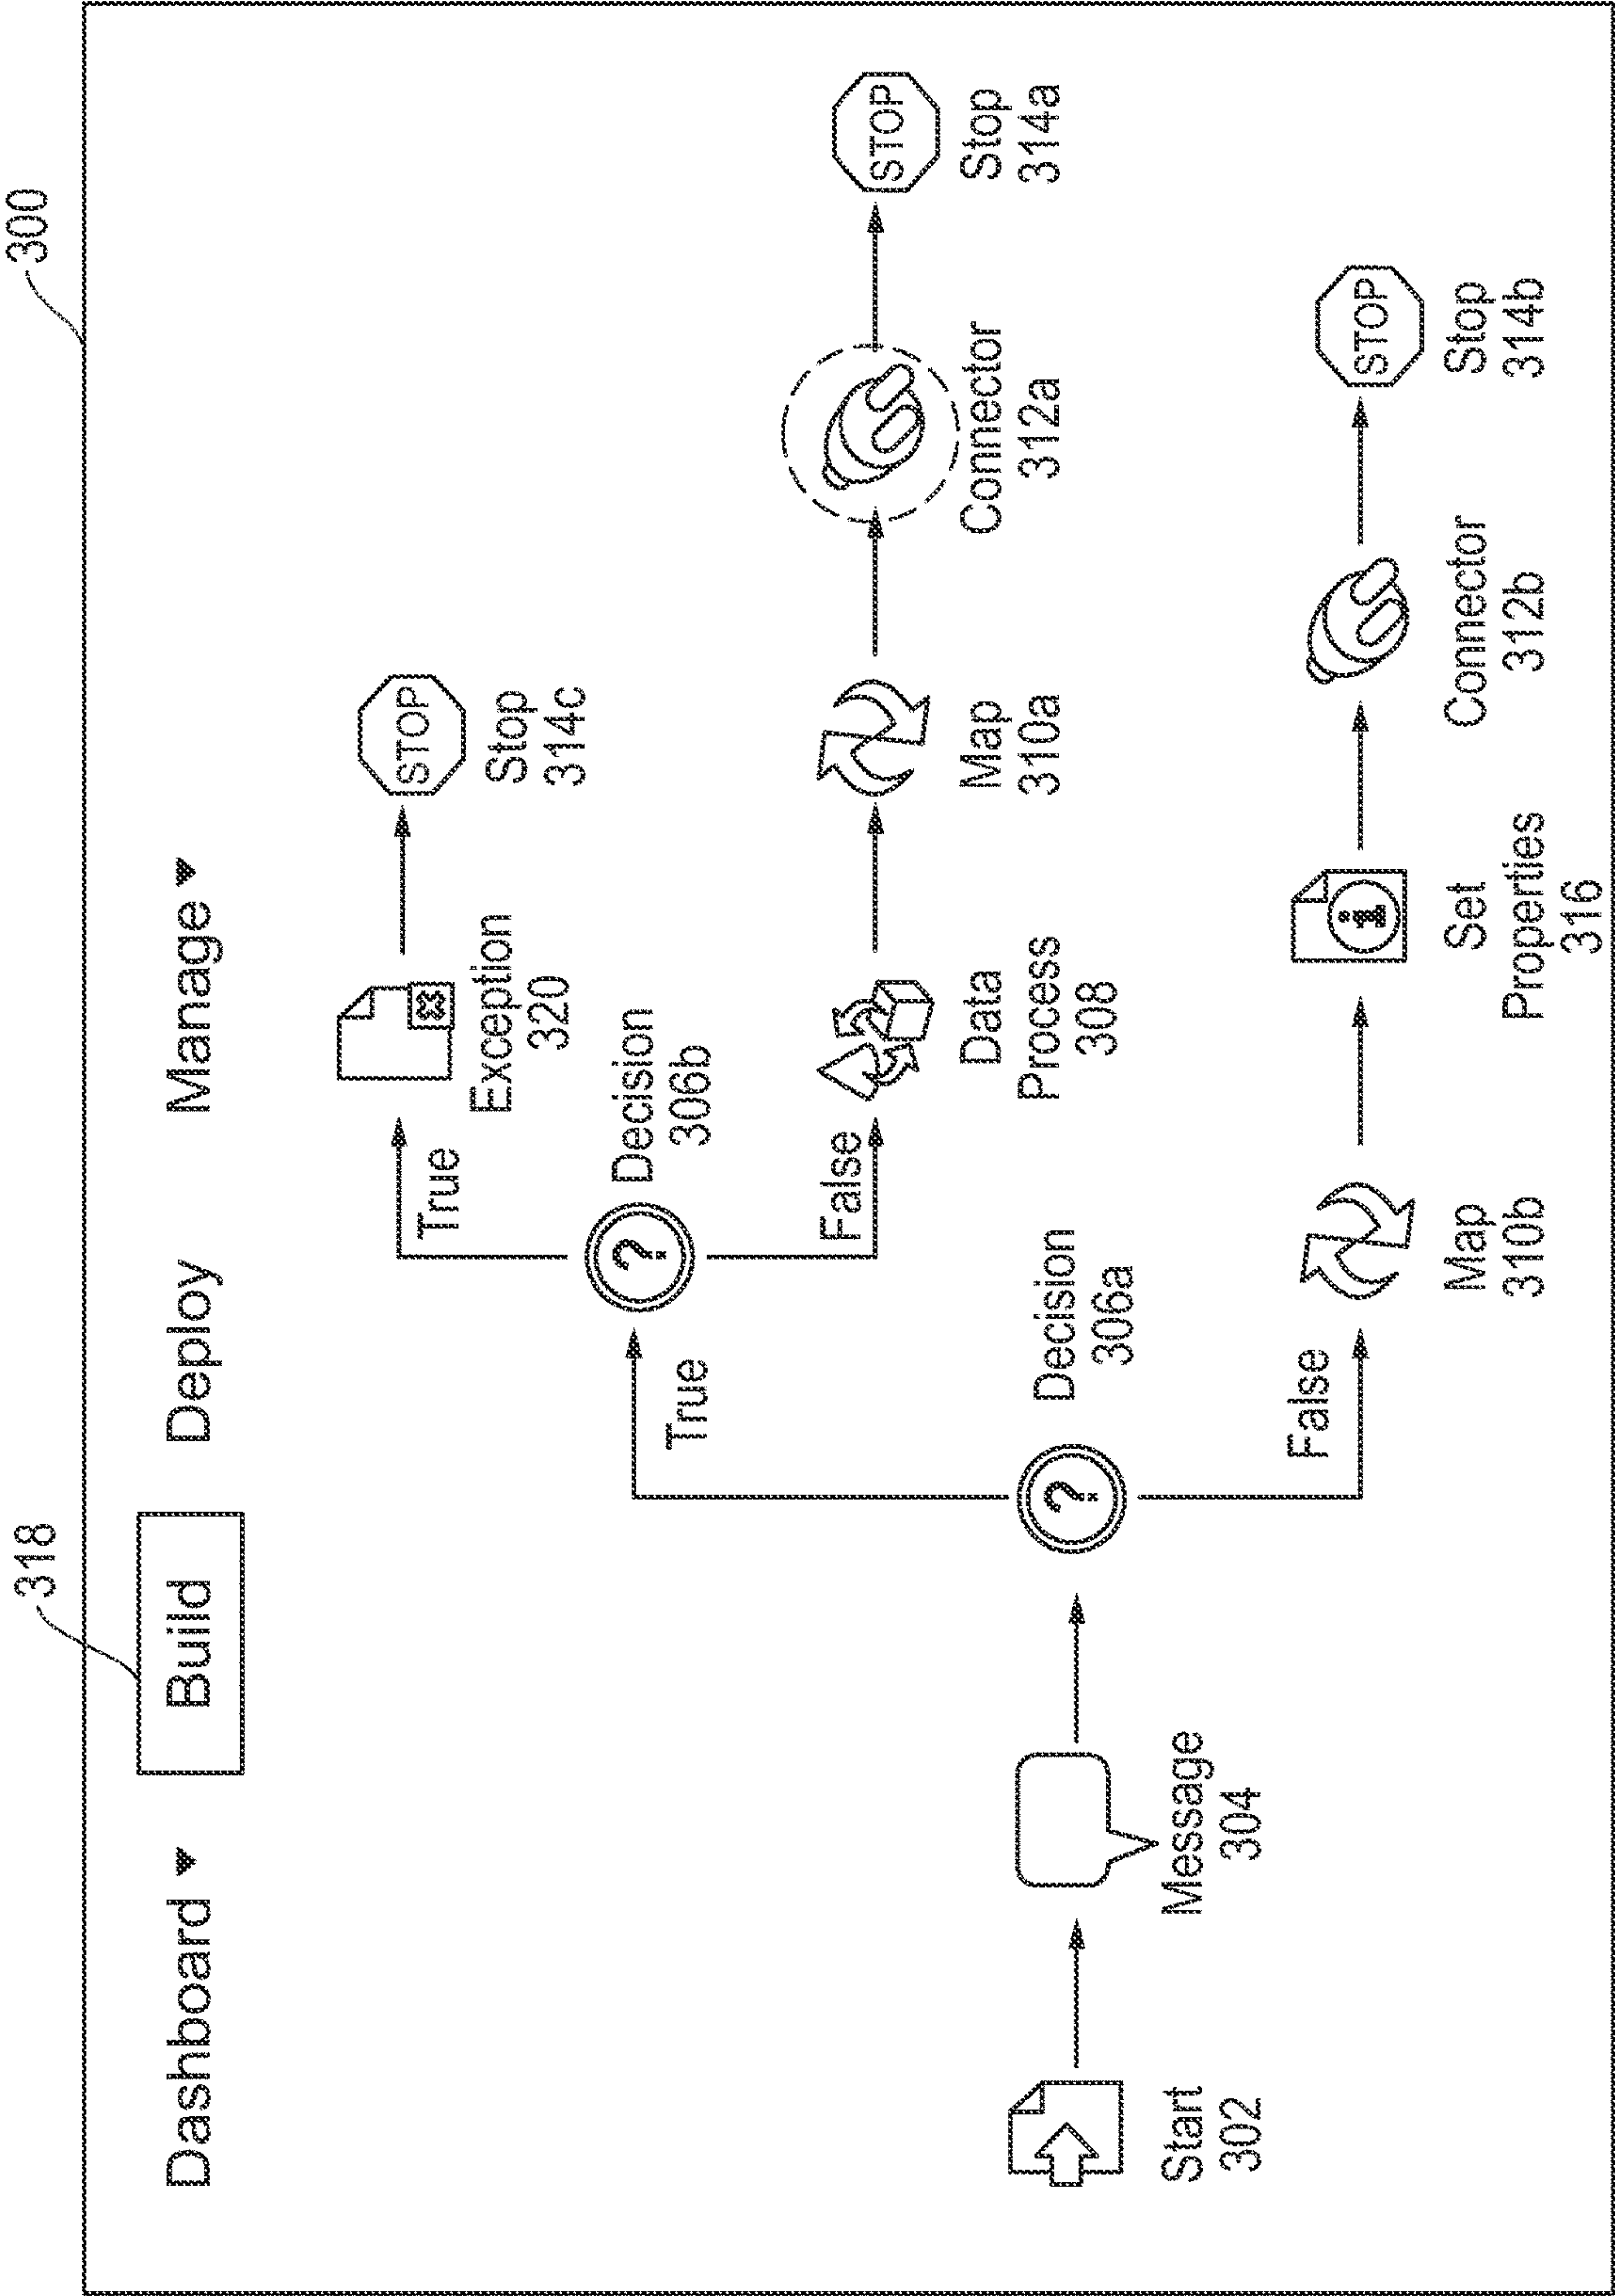 300
318
Dashboard
Build
Deploy
Manage
True
Exception
320
STOP
Stop
314c
True
?
Decision
306b
False
Data
Process
308
Map
310a
Connector
312a
STOP
Stop
314a
Start
302
Message
304
?
Decision
306a
False
Map
310b
i
Set
Properties
316
Connector
312b
STOP
Stop
314b